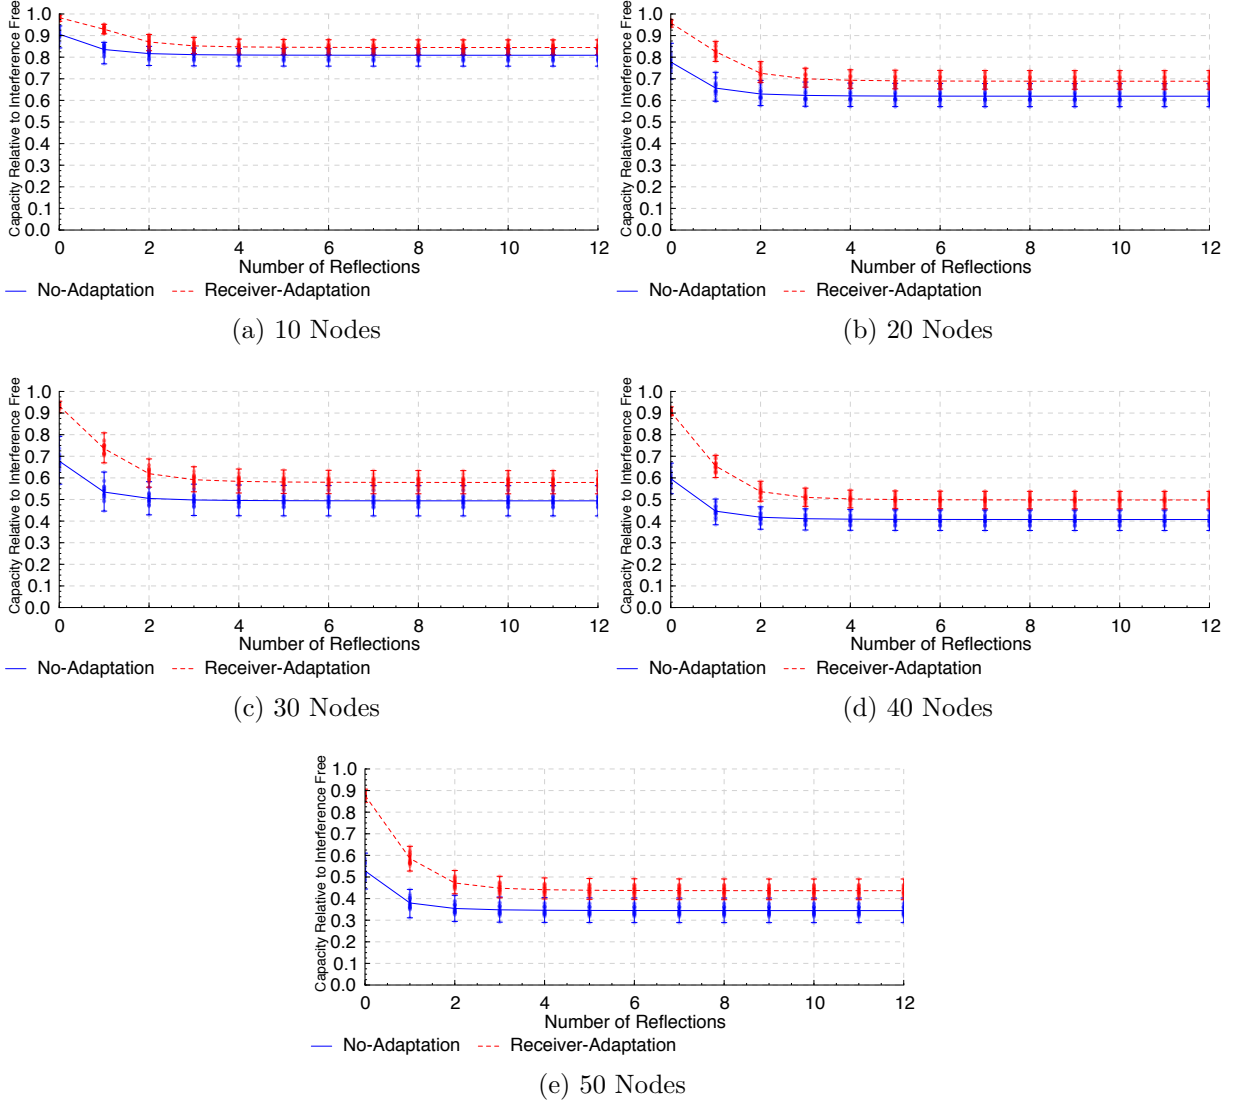 Capacity Relative to Interference Free
1.0
0.9
0.8
0.7
0.6
0.5
0.4
0.3
0.2
0.1
0.0
0 2 4 6 8 10 12
Number of Reflections
No-Adaptation Receiver-Adaptation
(a) 10 Nodes
Capacity Relative to Interference Free
1.0
0.9
0.8
0.7
0.6
0.5
0.4
0.3
0.2
0.1
0.0
0 2 4 6 8 10 12
Number of Reflections
No-Adaptation Receiver-Adaptation
(b) 20 Nodes
Capacity Relative to Interference Free
1.0
0.9
0.8
0.7
0.6
0.5
0.4
0.3
0.2
0.1
0.0
0 2 4 6 8 10 12
Number of Reflections
No-Adaptation Receiver-Adaptation
(c) 30 Nodes
Capacity Relative to Interference Free
1.0
0.9
0.8
0.7
0.6
0.5
0.4
0.3
0.2
0.1
0.0
0 2 4 6 8 10 12
Number of Reflections
No-Adaptation Receiver-Adaptation
(d) 40 Nodes
Capacity Relative to Interference Free
1.0
0.9
0.8
0.7
0.6
0.5
0.4
0.3
0.2
0.1
0.0
0 2 4 6 8 10 12
Number of Reflections
No-Adaptation Receiver-Adaptation
(e) 50 Nodes